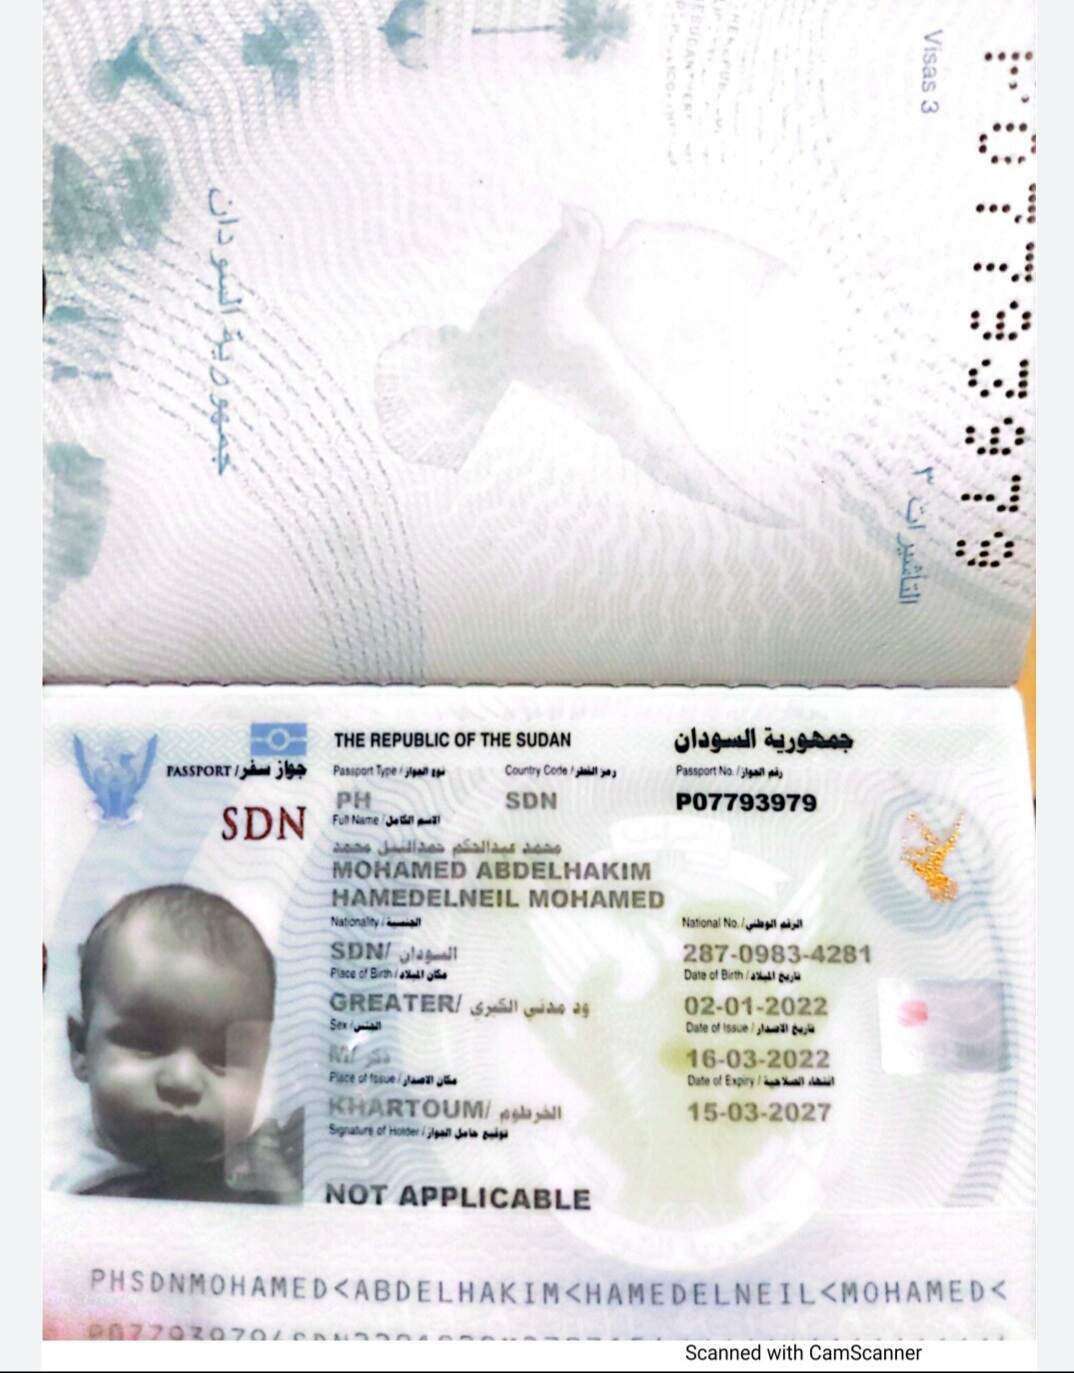 Visas 3
P07793979
جمهورية السودان
التأشيرات ٣
THE REPUBLIC OF THE SUDAN
جمهورية السودان
PASSPORT / جواز سفر
Passport Type / نوع الجواز
Country Code / رمز القطر
Passport No. / رقم الجواز
SDN
PH
SDN
P07793979
Full Name / الاسم الكامل
محمد عبدالحكم حمدالنيل محمد
MOHAMED ABDELHAKIM
HAMEDELNEIL MOHAMED
Nationality / الجنسية
National No. / الرقم الوطني
SDN/ السودان
287-0983-4281
Place of Birth / مكان الميلاد
Date of Birth / تاريخ الميلاد
GREATER/ ود مدني الكبرى
02-01-2022
Sex / الجنس
Date of Issue / تاريخ الاصدار
M/ ذكر
16-03-2022
Place of Issue / مكان الاصدار
Date of Expiry / انتهاء الصلاحية
KHARTOUM/ الخرطوم
15-03-2027
Signature of Holder / توقيع حامل الجواز
NOT APPLICABLE
PHSDNMOHAMED<ABDELHAKIM<HAMEDELNEIL<MOHAMED<
Scanned with CamScanner